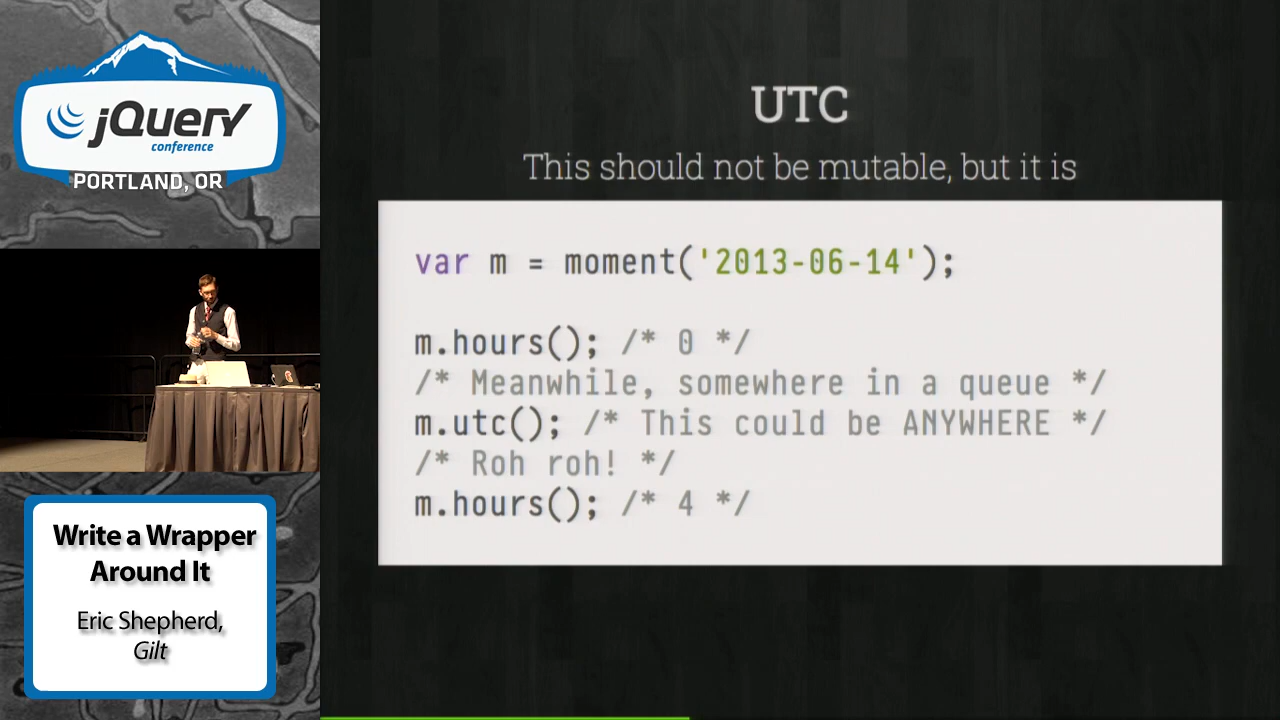 jQuery
conference
PORTLAND, OR
Write a Wrapper
Around It
Eric Shepherd,
Gilt
UTC
This should not be mutable, but it is
var m = moment('2013-06-14');
m.hours(); /* 0 */
/* Meanwhile, somewhere in a queue */
m.utc(); /* This could be ANYWHERE */
/* Roh roh! */
m.hours(); /* 4 */